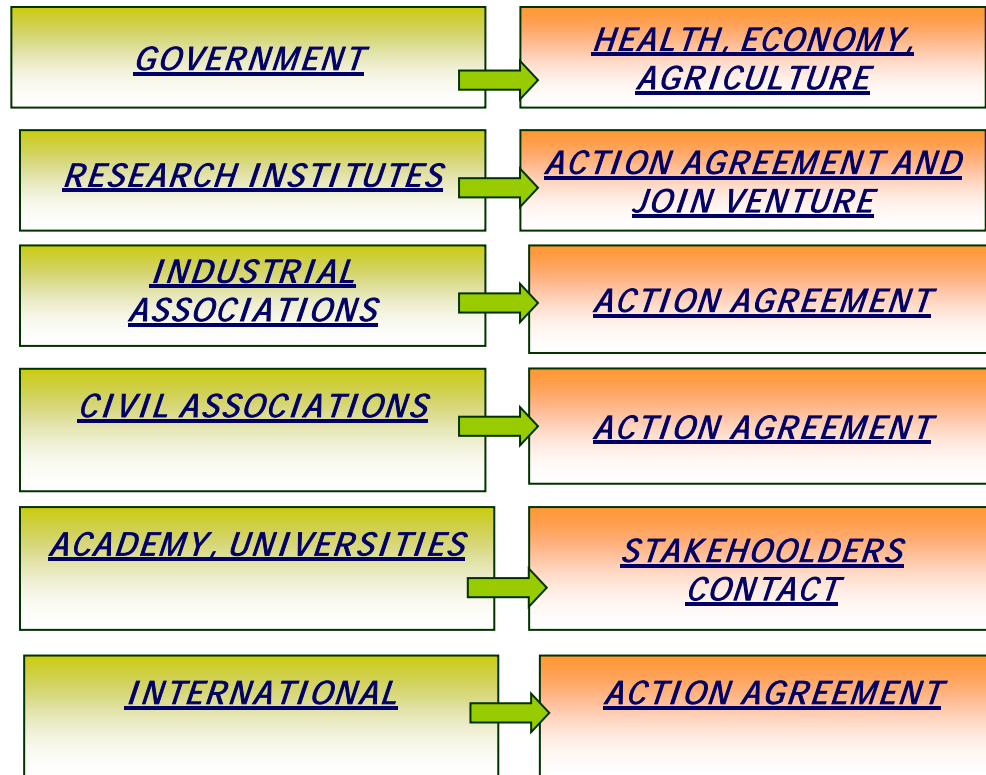 GOVERNMENT
HEALTH, ECONOMY,
AGRICULTURE
RESEARCH INSTITUTES
ACTION AGREEMENT AND
JOIN VENTURE
INDUSTRIAL
ASSOCIATIONS
ACTION AGREEMENT
CIVIL ASSOCIATIONS
ACTION AGREEMENT
ACADEMY, UNIVERSITIES
STAKEHOOLDERS
CONTACT
INTERNATIONAL
ACTION AGREEMENT